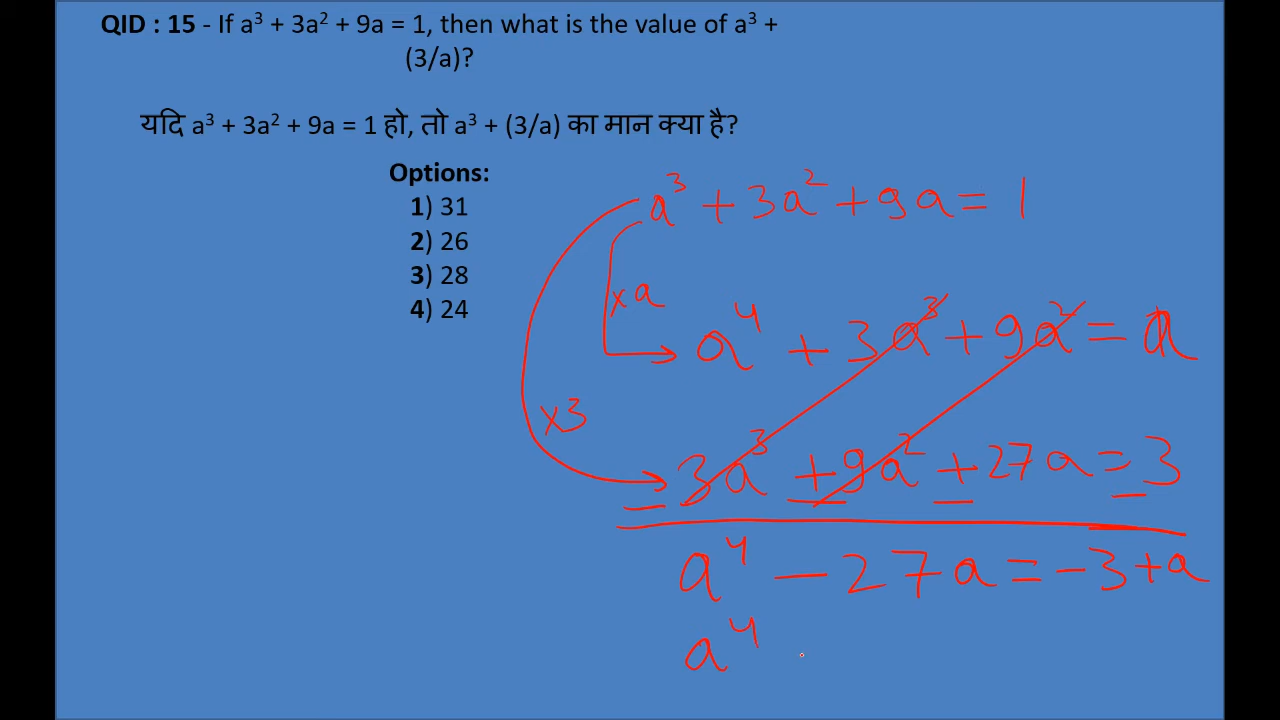 QID : 15 - If a³ + 3a² + 9a = 1, then what is the value of a³ +
(3/a)?
यदि a³ + 3a² + 9a = 1 हो, तो a³ + (3/a) का मान क्या है?
Options:
1) 31
2) 26
3) 28
4) 24
a³ + 3a² + 9a = 1
×a
a⁴ + 3a³ + 9a² = a
×3
3a³ + 9a² + 27a = 3
a⁴ - 27a = -3 + a
a⁴